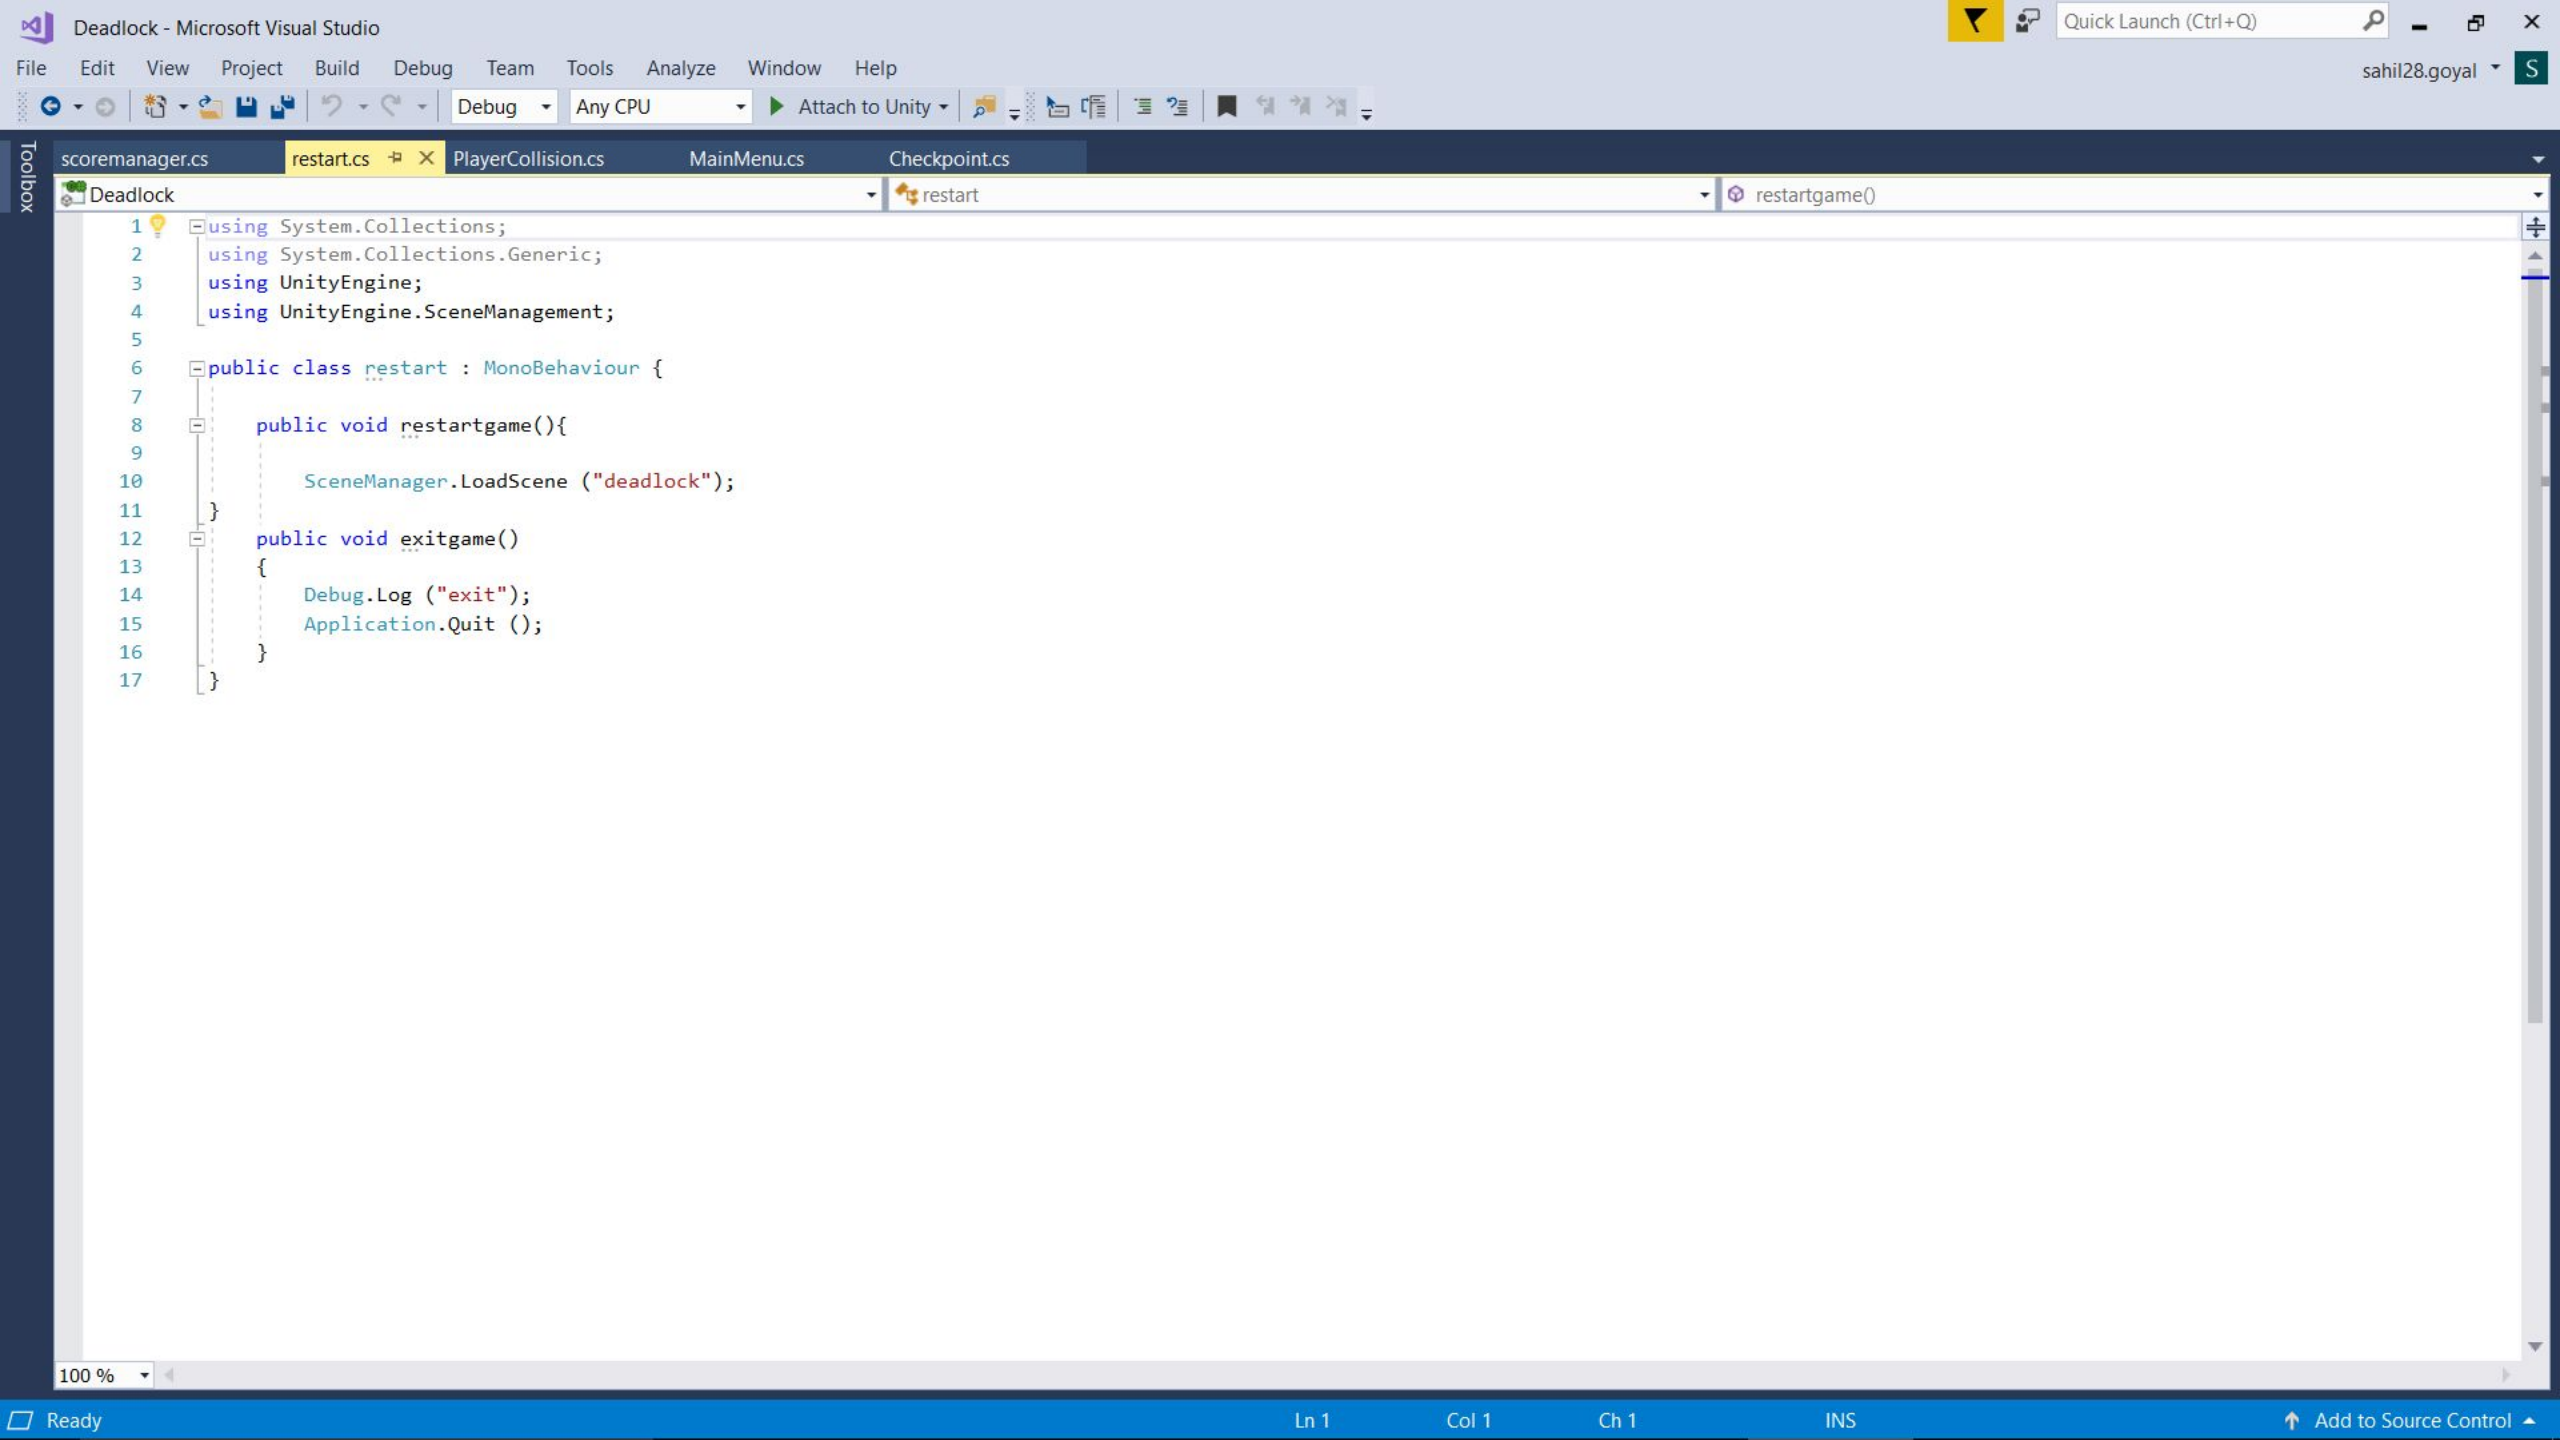 Deadlock - Microsoft Visual Studio
Quick Launch (Ctrl+Q)
File Edit View Project Build Debug Team Tools Analyze Window Help
sahil28.goyal S
Debug Any CPU Attach to Unity
Toolbox
scoremanager.cs restart.cs PlayerCollision.cs MainMenu.cs Checkpoint.cs
Deadlock restart restartgame()
1 using System.Collections;
2 using System.Collections.Generic;
3 using UnityEngine;
4 using UnityEngine.SceneManagement;
5
6 public class restart : MonoBehaviour {
7
8 public void restartgame(){
9
10 SceneManager.LoadScene ("deadlock");
11 }
12 public void exitgame()
13 {
14 Debug.Log ("exit");
15 Application.Quit ();
16 }
17 }
100 %
Ready Ln 1 Col 1 Ch 1 INS Add to Source Control